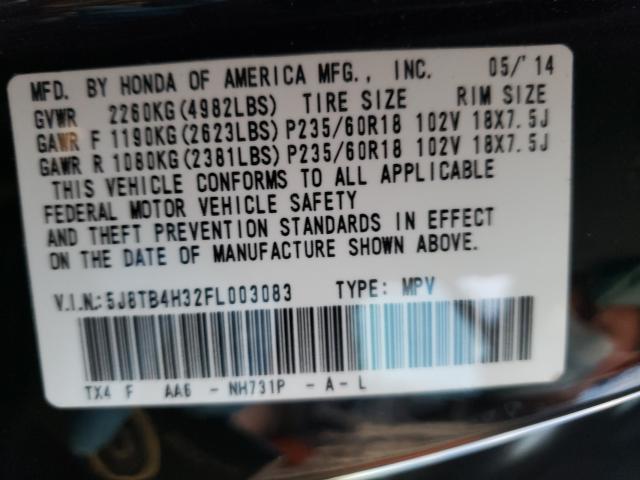 MFD. BY HONDA OF AMERICA MFG., INC. 05/'14
GVWR 2260KG(4982LBS) TIRE SIZE RIM SIZE
GAWR F 1190KG(2623LBS) P235/60R18 102V 18X7.5J
GAWR R 1080KG(2381LBS) P235/60R18 102V 18X7.5J
THIS VEHICLE CONFORMS TO ALL APPLICABLE
FEDERAL MOTOR VEHICLE SAFETY
AND THEFT PREVENTION STANDARDS IN EFFECT
ON THE DATE OF MANUFACTURE SHOWN ABOVE.
V.I.N.: 5J8TB4H32FL003083 TYPE: MPV
TX4 F AA6 - NH731P - A - L